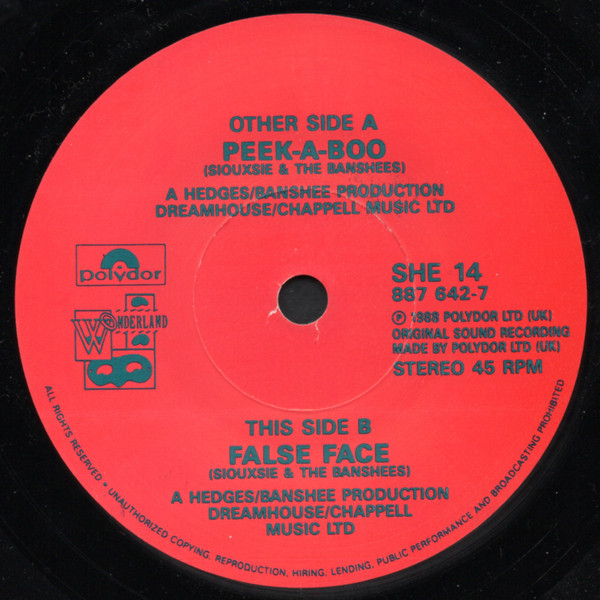 OTHER SIDE A
PEEK-A-BOO
(SIOUXSIE & THE BANSHEES)
A HEDGES/BANSHEE PRODUCTION
DREAMHOUSE/CHAPPELL MUSIC LTD
polydor
WONDERLAND
SHE 14
887 642-7
Ⓟ 1988 POLYDOR LTD (UK)
ORIGINAL SOUND RECORDING
MADE BY POLYDOR LTD (UK)
STEREO 45 RPM
THIS SIDE B
FALSE FACE
(SIOUXSIE & THE BANSHEES)
A HEDGES/BANSHEE PRODUCTION
DREAMHOUSE/CHAPPELL
MUSIC LTD
ALL RIGHTS RESERVED • UNAUTHORIZED COPYING, REPRODUCTION, HIRING, LENDING, PUBLIC PERFORMANCE AND BROADCASTING PROHIBITED